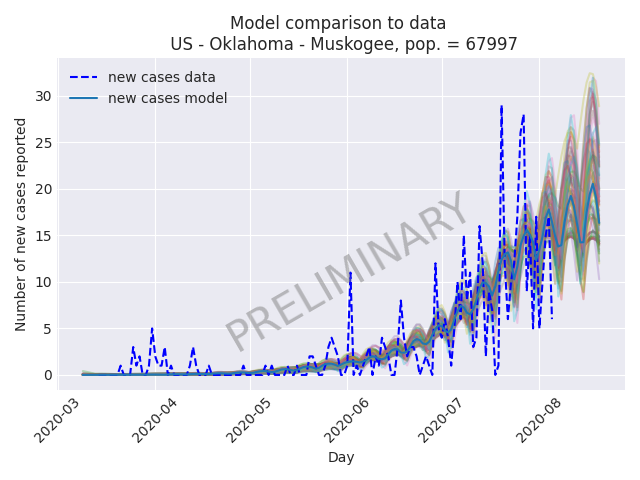 Model comparison to data
US - Oklahoma - Muskogee, pop. = 67997
new cases data
new cases model
Number of new cases reported
30
25
20
15
10
5
0
PRELIMINARY
2020-03
2020-04
2020-05
2020-06
2020-07
2020-08
Day